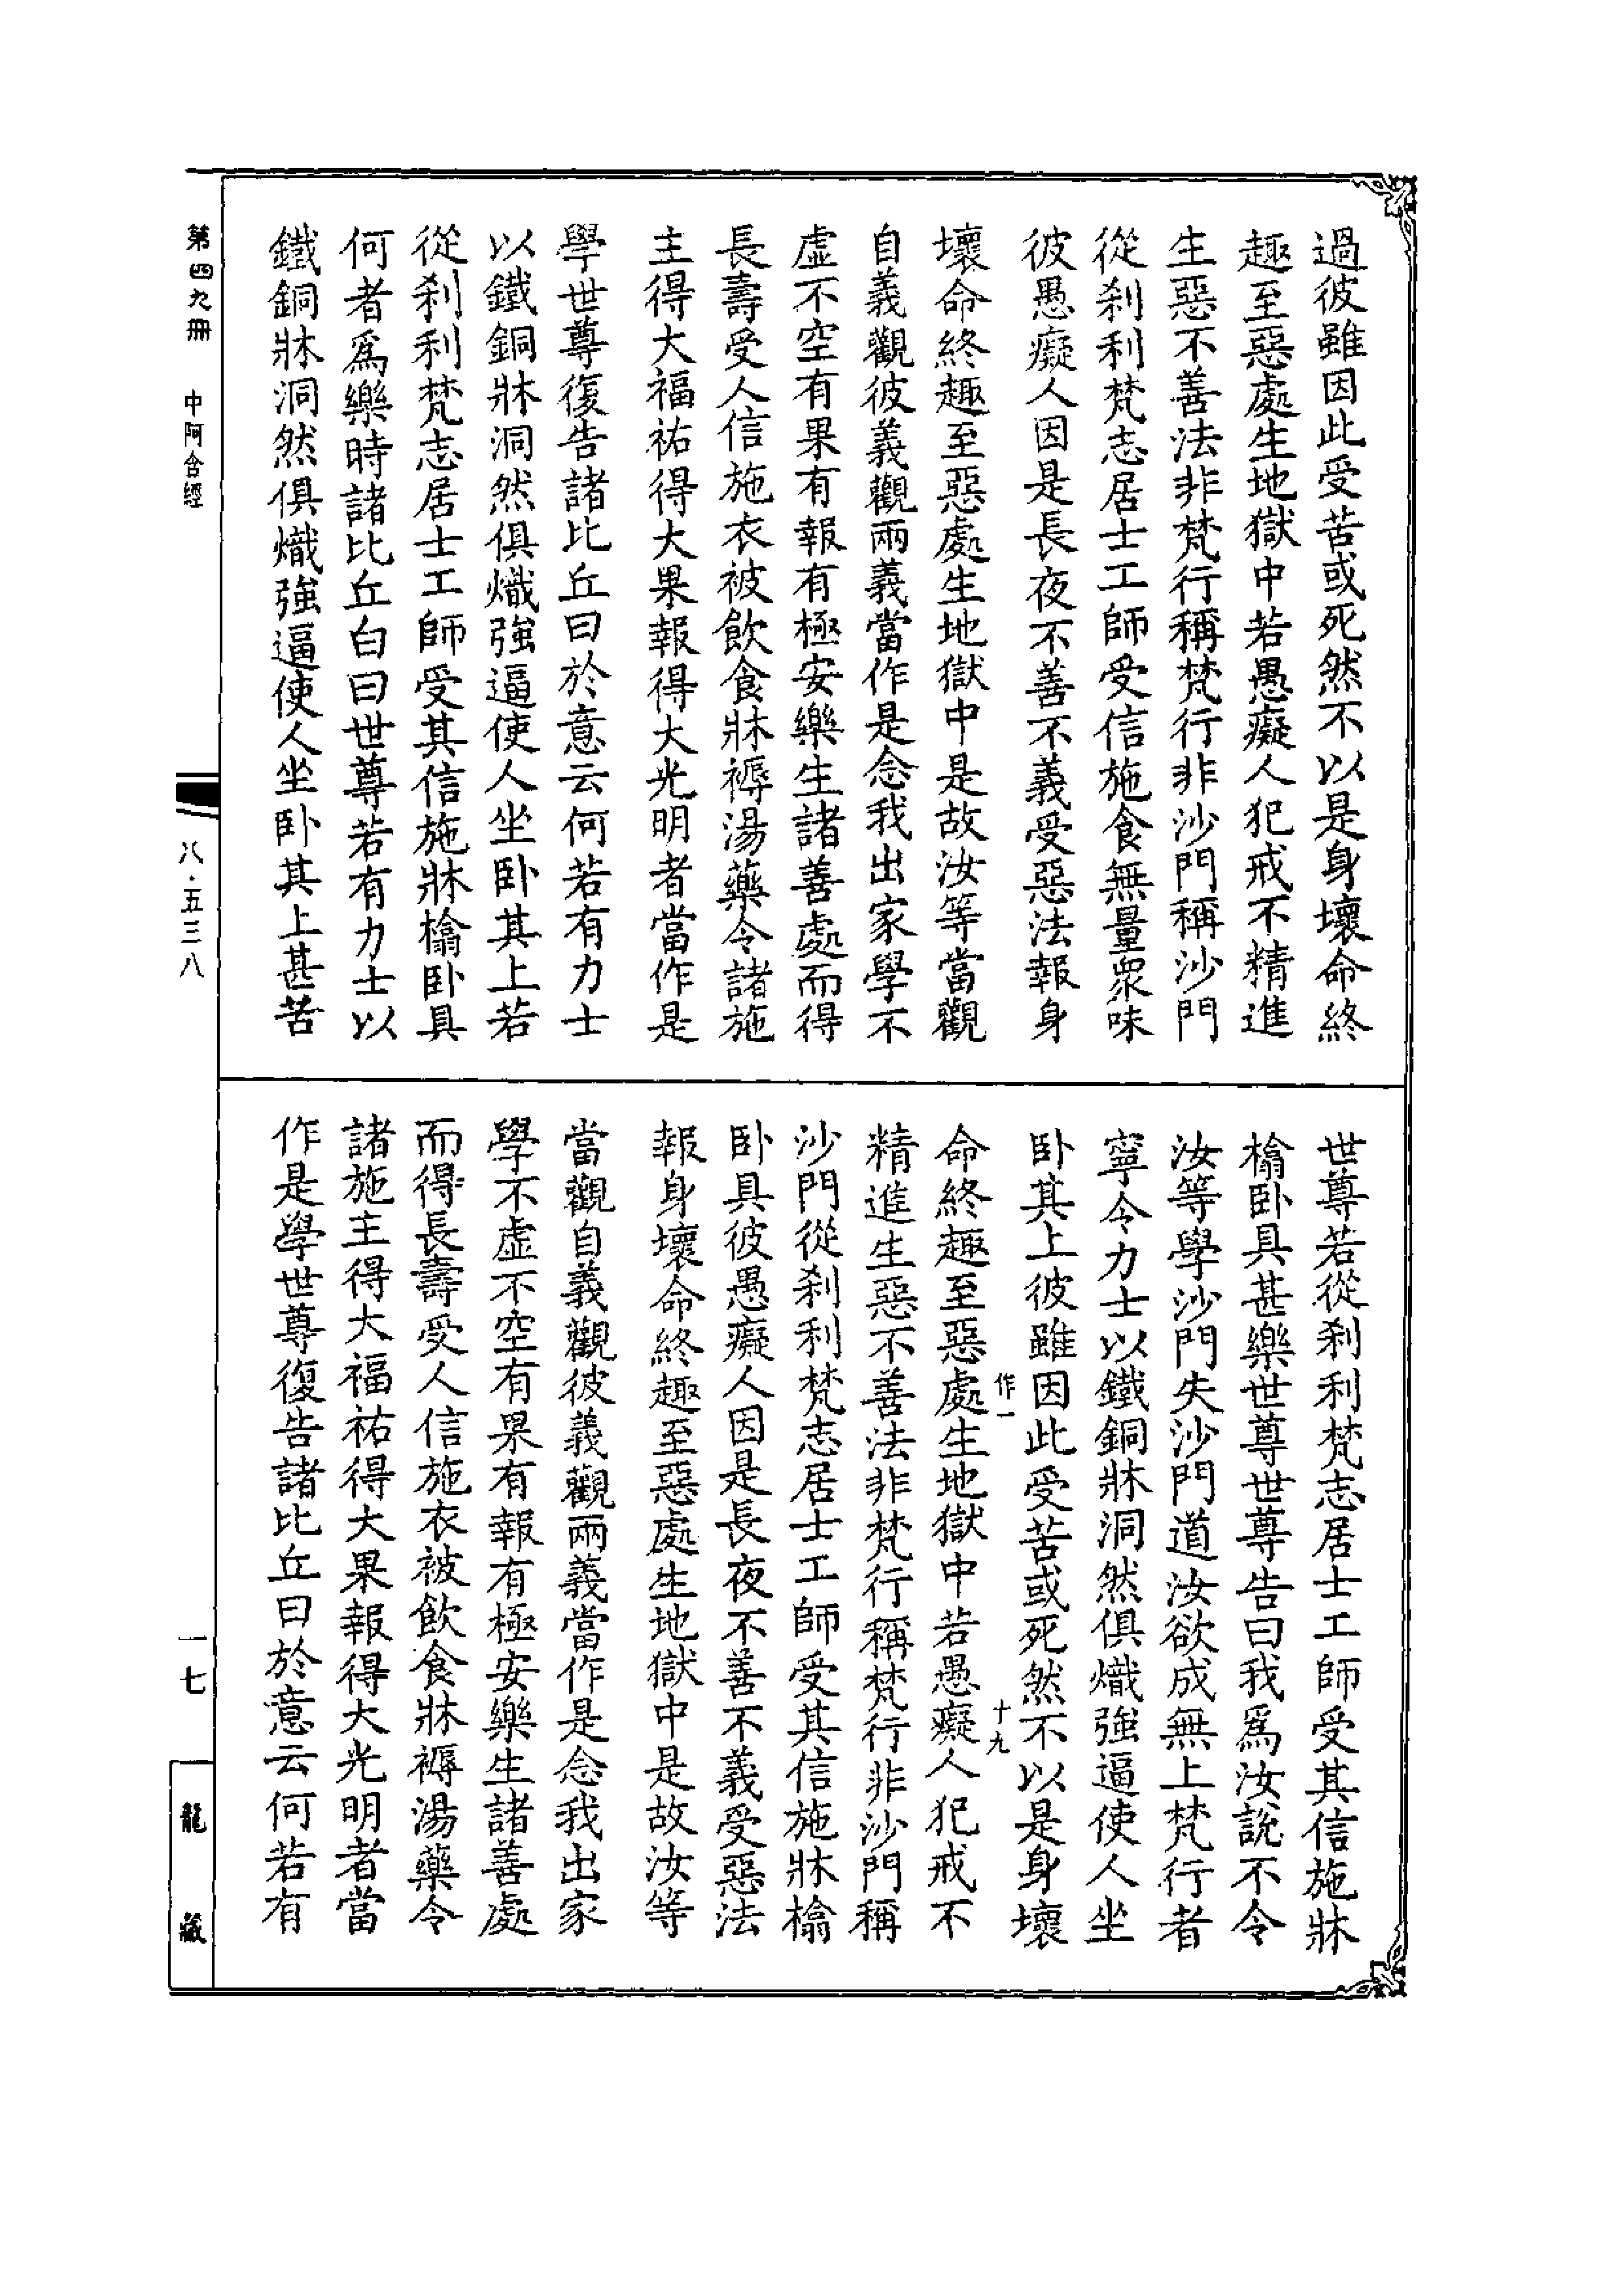 過彼雖因此受苦或死然不以是身壞命終
趣至惡處生地獄中若愚癡人犯戒不精進
生惡不善法非梵行稱梵行非沙門稱沙門
從刹利梵志居士工師受信施食無量衆味
彼愚癡人因是長夜不善不義受惡法報身
壞命終趣至惡處生地獄中是故汝等當觀
自義觀彼義觀兩義當作是念我出家學不
虛不空有果有報有極安樂生諸善處而得
長壽受人信施衣被飲食牀褥湯藥令諸施
主得大福祐得大果報得大光明者當作是
學世尊復告諸比丘曰於意云何若有力士
以鐵銅牀洞然俱熾強逼使人坐卧其上若
從刹利梵志居士工師受其信施牀橋卧具
何者爲樂時諸比丘白曰世尊若有力士以
鐵銅牀洞然俱熾強逼使人坐卧其上甚苦
世尊若從刹利梵志居士工師受其信施牀
榻卧具甚樂世尊世尊告曰我爲汝說不令
汝等學沙門失沙門道汝欲成無上梵行者
寧令力士以鐵銅牀洞然俱熾強逼使人坐
卧其上彼雖因此受苦或死然不以是身壞
作一
十九
命終趣至惡處生地獄中若愚癡人犯戒不
精進生惡不善法非梵行稱梵行非沙門稱
沙門從刹利梵志居士工師受其信施牀榻
卧具彼愚癡人因是長夜不善不義受惡法
報身壞命終趣至惡處生地獄中是故汝等
當觀自義觀彼義觀兩義當作是念我出家
學不虛不空有果有報有極安樂生諸善處
而得長壽受人信施衣被飲食牀褥湯藥令
諸施主得大福祐得大果報得大光明者當
作是學世尊復告諸比丘曰於意云何若有
第四九冊
中阿含經
八·五三八
一七
龍藏